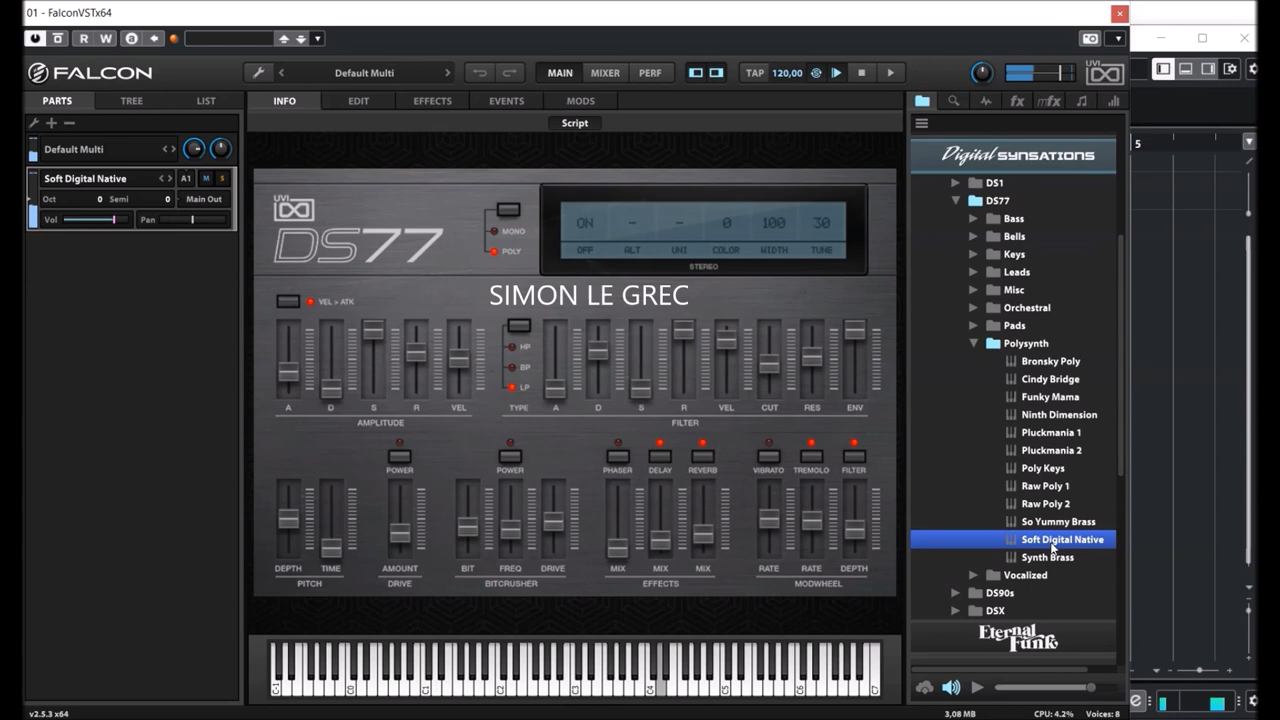 01 - FalconVSTx64
R W a
FALCON
Default Multi
MAIN MIXER PERF
TAP 120,00
UVI
PARTS TREE LIST
INFO EDIT EFFECTS EVENTS MODS
fx mfx
Script
Default Multi
Soft Digital Native A1 M S
Oct 0 Semi 0 Main Out
Vol Pan
UVI
DS77
MONO
POLY
ON - - 0 100 30
OFF ALT UNI COLOR WIDTH TUNE
STEREO
VEL > ATK
SIMON LE GREC
HP
BP
LP
A D S R VEL TYPE A D S R VEL CUT RES ENV
AMPLITUDE FILTER
POWER POWER PHASER DELAY REVERB VIBRATO TREMOLO FILTER
DEPTH TIME AMOUNT BIT FREQ DRIVE MIX MIX MIX RATE RATE DEPTH
PITCH DRIVE BITCRUSHER EFFECTS MODWHEEL
Digital SYNSATIONS
DS1
DS77
Bass
Bells
Keys
Leads
Misc
Orchestral
Pads
Polysynth
Bronsky Poly
Cindy Bridge
Funky Mama
Ninth Dimension
Pluckmania 1
Pluckmania 2
Poly Keys
Raw Poly 1
Raw Poly 2
So Yummy Brass
Soft Digital Native
Synth Brass
Vocalized
DS90s
DSX
Eternal Funk
5
v2.5.3 x64
3,08 MB CPU: 4.2% Voices: 8